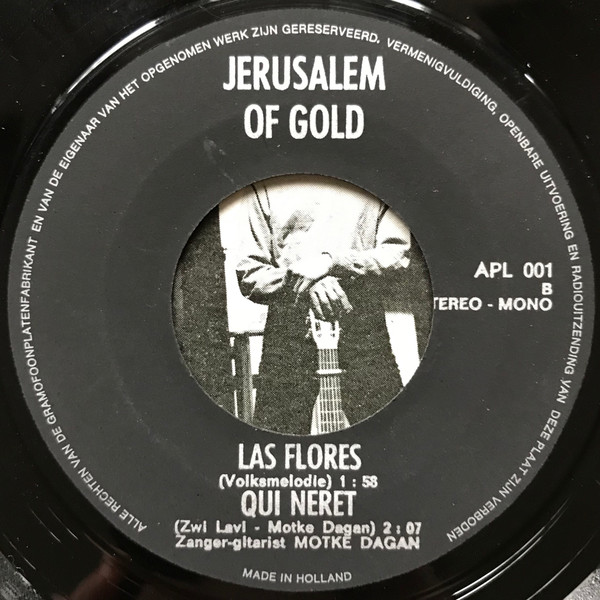 ALLE RECHTEN VAN DE GRAMOFOONPLATENFABRIKANT EN VAN DE EIGENAAR VAN HET OPGENOMEN WERK ZIJN GERESERVEERD. VERMENIGVULDIGING, OPENBARE UITVOERING EN RADIOUITZENDING VAN DEZE PLAAT ZIJN VERBODEN
JERUSALEM
OF GOLD
APL 001
B
TEREO - MONO
LAS FLORES
(Volksmelodie) 1 : 58
QUI NERET
(Zwi Lavi - Motke Dagan) 2 : 07
Zanger-gitarist MOTKE DAGAN
MADE IN HOLLAND